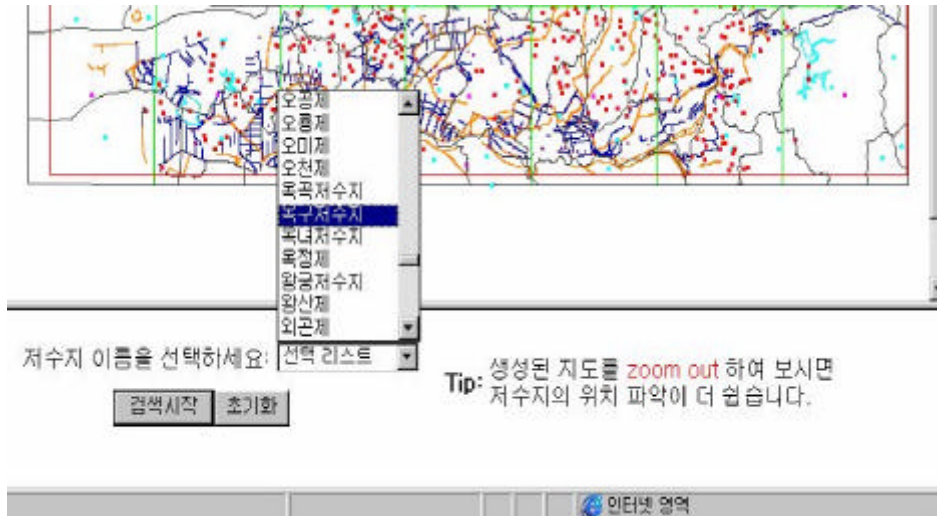 오룡제
오미제
오천제
옥곡저수지
옥구저수지
옥녀저수지
옥정제
왕궁저수지
왕산제
외곤제
저수지 이름을 선택하세요: 선택 리스트
검색시작 초기화
Tip: 생성된 지도를 zoom out 하여 보시면
저수지의 위치 파악에 더 쉽습니다.
인터넷 영역